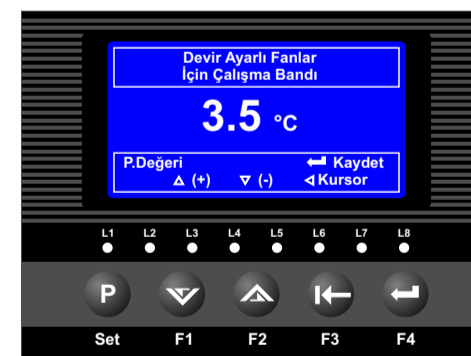 Devir Ayarlı Fanlar
İçin Çalışma Bandı
3.5 °C
P.Değeri Kaydet
(+) (-) Kursor
L1 L2 L3 L4 L5 L6 L7 L8
P
Set F1 F2 F3 F4